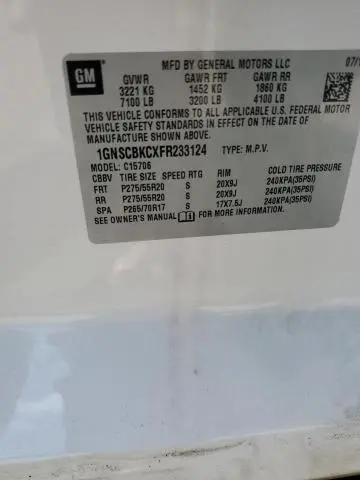 GM
MFD BY GENERAL MOTORS LLC 07/1
GVWR GAWR FRT GAWR RR
3221 KG 1452 KG 1860 KG
7100 LB 3200 LB 4100 LB
THIS VEHICLE CONFORMS TO ALL APPLICABLE U.S. FEDERAL MOTOR
VEHICLE SAFETY STANDARDS IN EFFECT ON THE DATE OF
MANUFACTURE SHOWN ABOVE.
1GNSCBKCXFR233124 TYPE: M.P.V.
MODEL: C15706
CBBV TIRE SIZE SPEED RTG RIM COLD TIRE PRESSURE
FRT P275/55R20 S 20X9J 240KPA(35PSI)
RR P275/55R20 S 20X9J 240KPA(35PSI)
SPA P265/70R17 S 17X7.5J 240KPA(35PSI)
SEE OWNERS MANUAL FOR MORE INFORMATION.